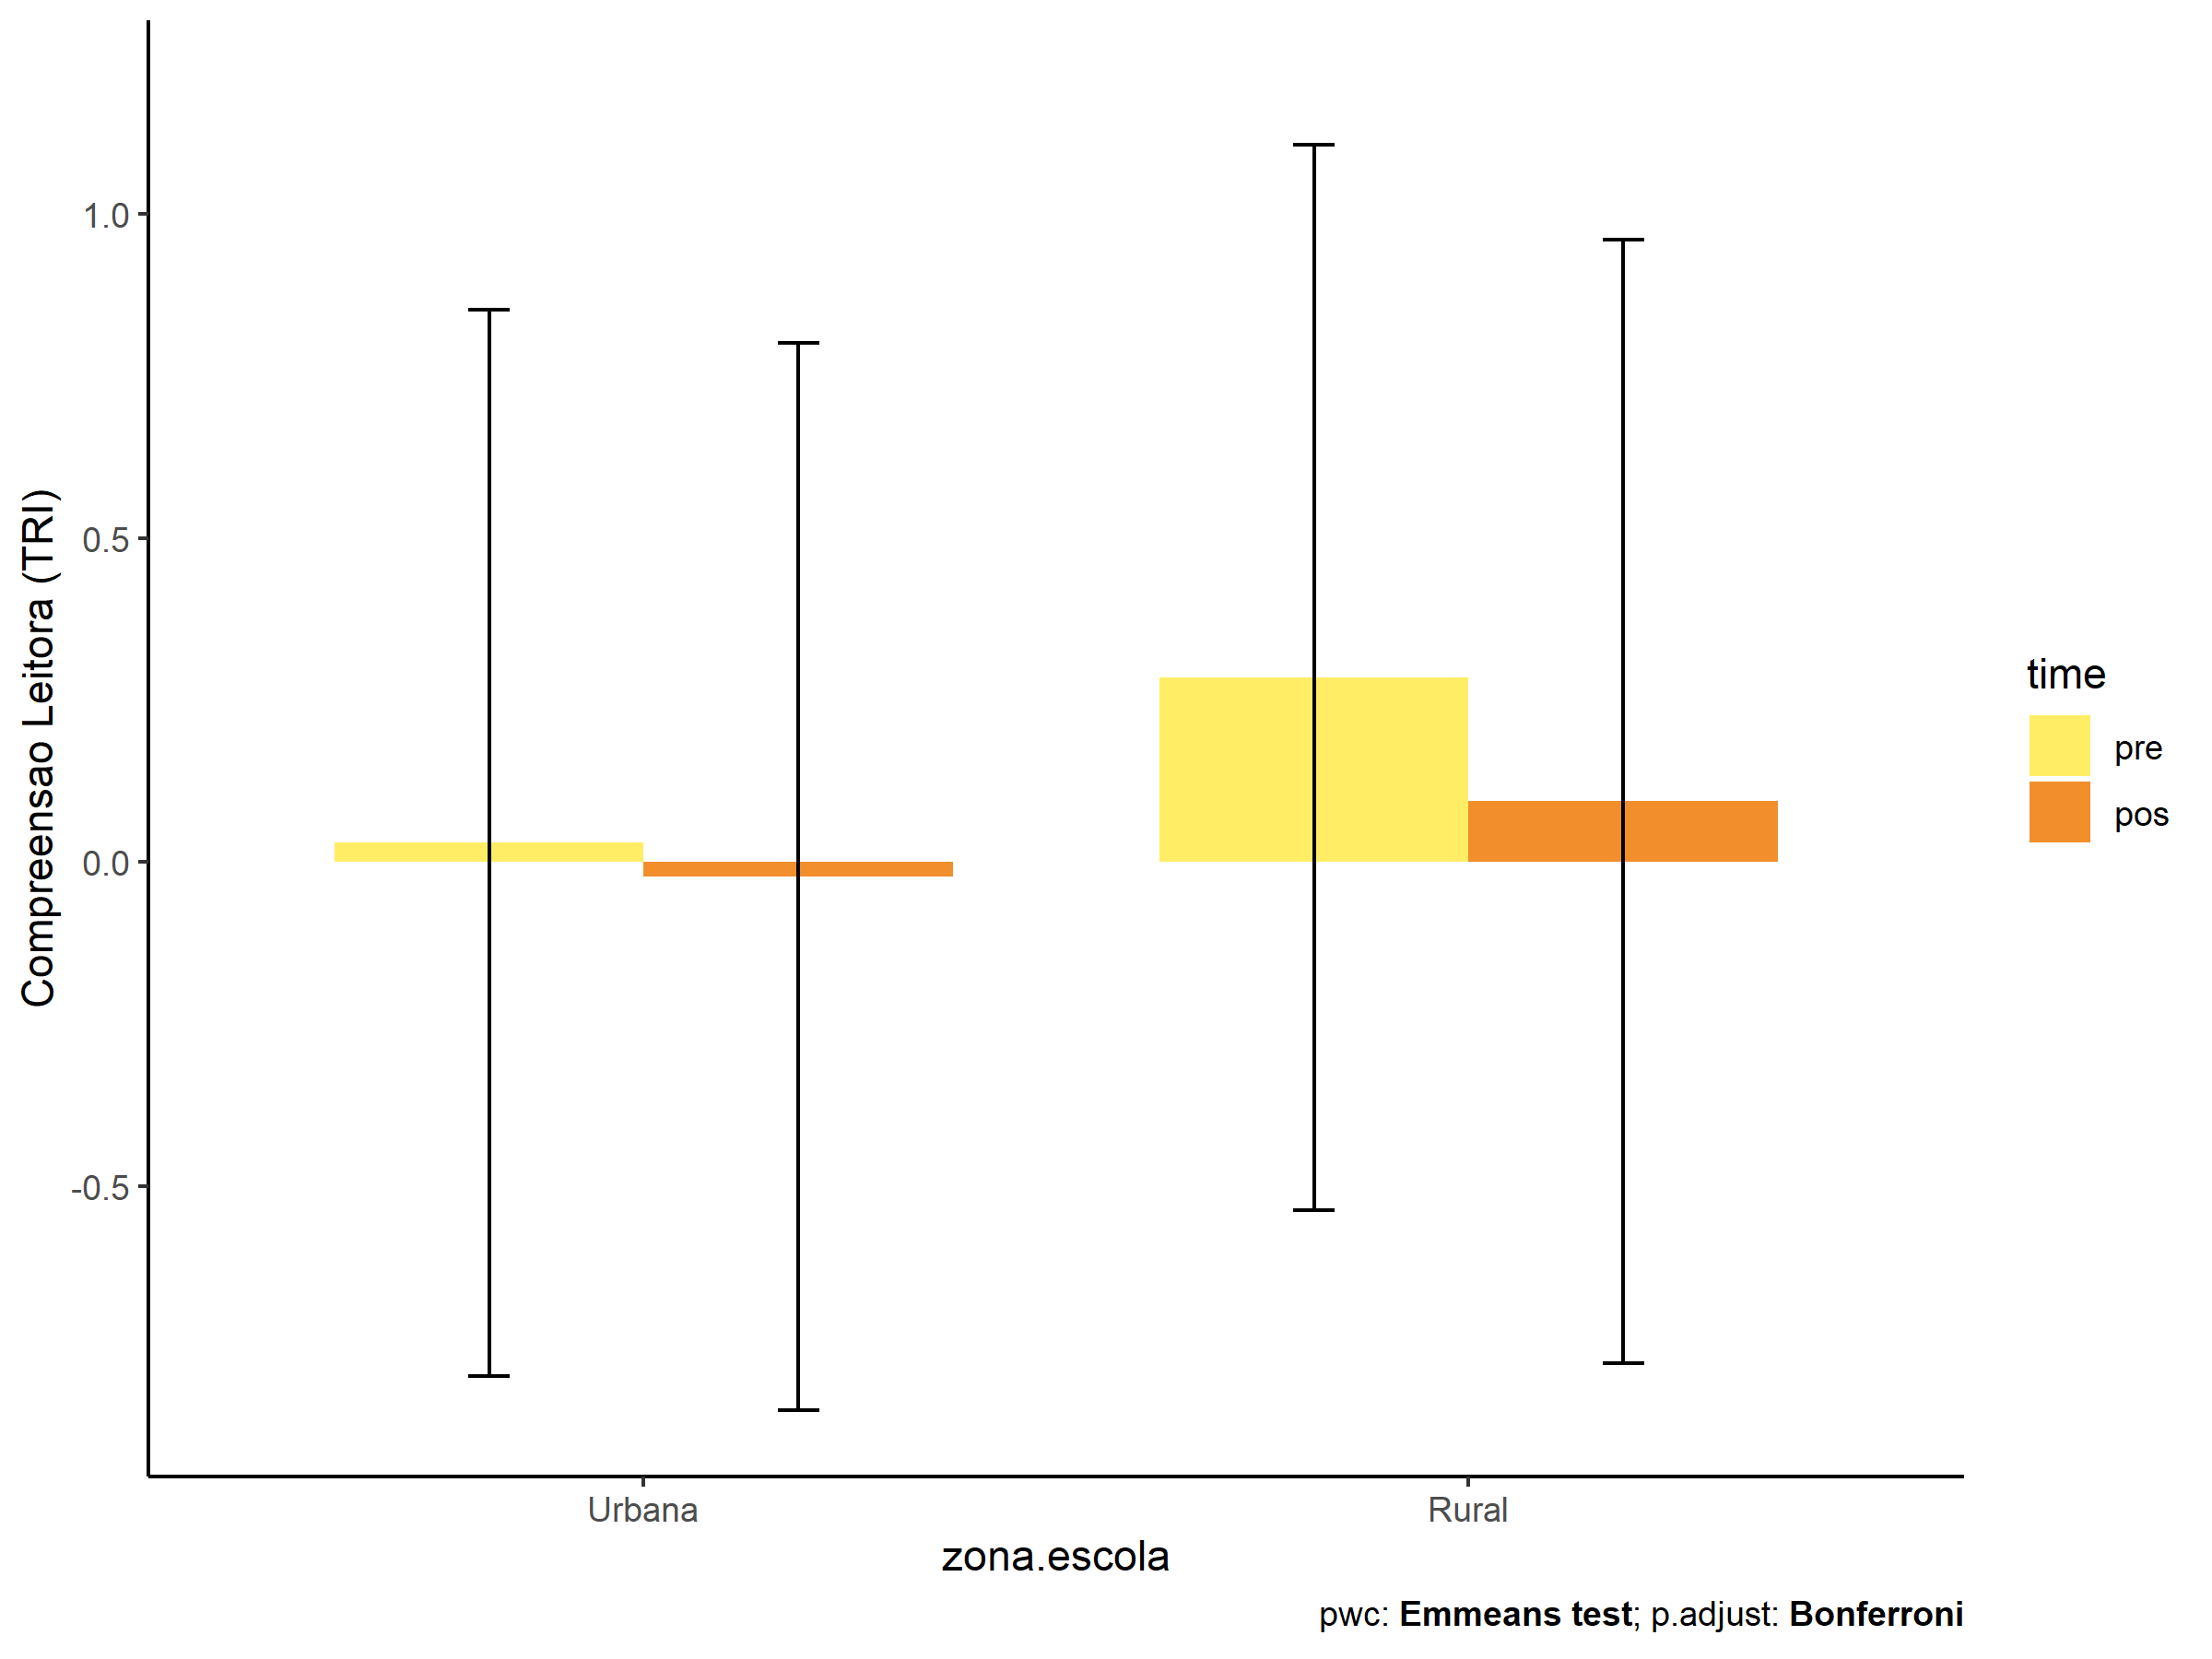 Compreensao Leitora (TRI)
1.0
0.5
0.0
-0.5
Urbana
Rural
zona.escola
time
pre
pos
pwc: Emmeans test; p.adjust: Bonferroni